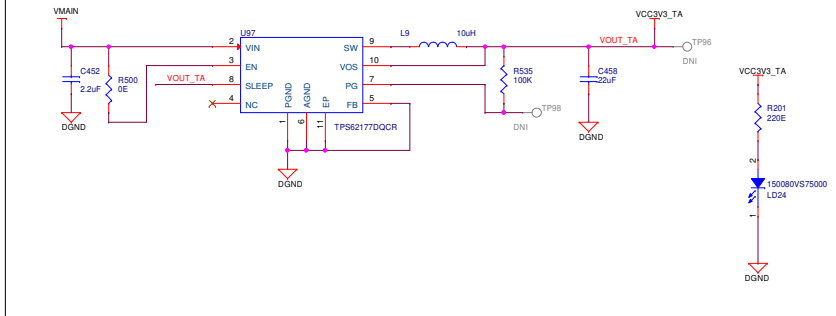 VMAIN
VCC3V3_TA
U97
L9
10uH
VOUT_TA
TP96
DNI
2
VIN
SW
9
3
EN
VOS
10
C452
2.2uF
R500
0E
VOUT_TA
8
SLEEP
PG
7
4
NC
FB
5
PGND
AGND
EP
1
6
11
TPS62177DQCR
R535
100K
C458
22uF
TP98
DNI
DGND
DGND
DGND
VCC3V3_TA
R201
220E
2
150080VS75000
LD24
1
DGND